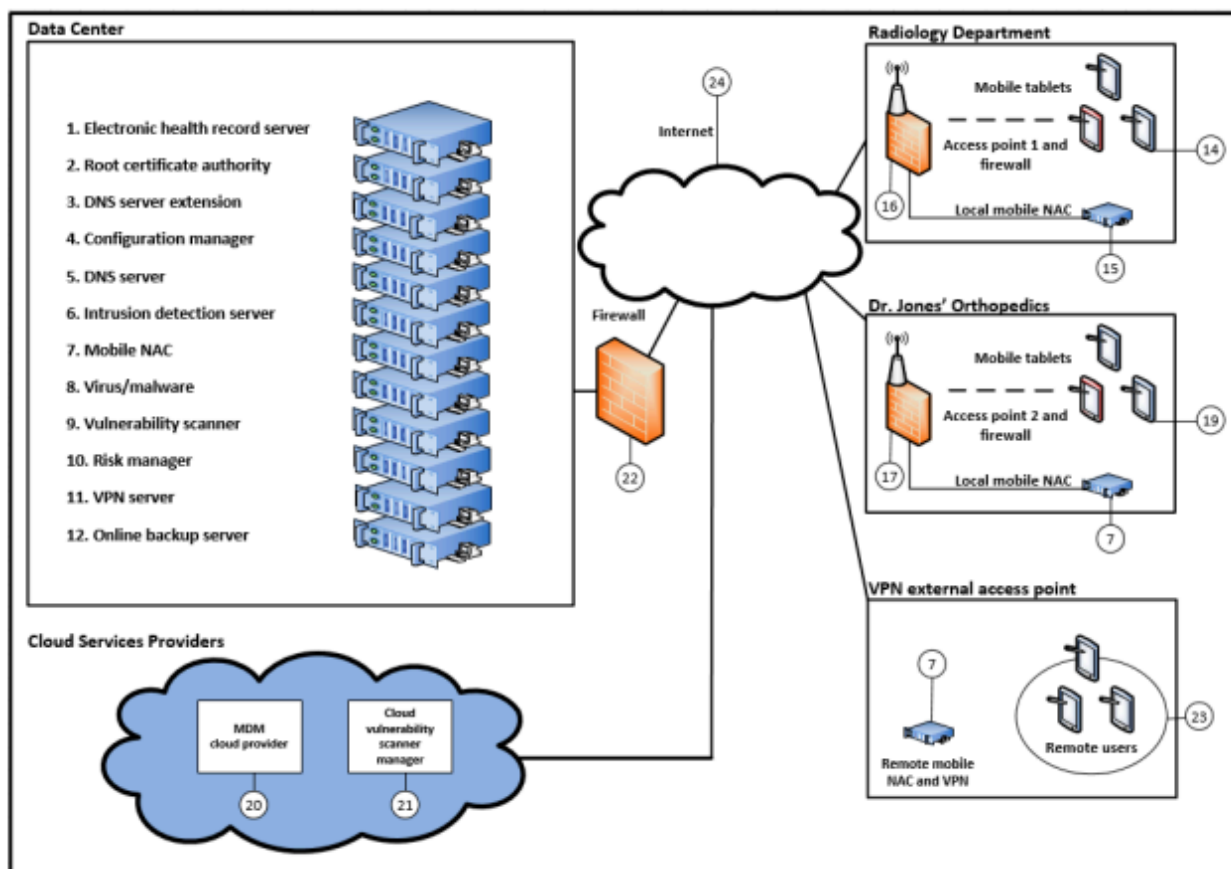 Data Center
1. Electronic health record server
2. Root certificate authority
3. DNS server extension
4. Configuration manager
5. DNS server
6. Intrusion detection server
7. Mobile NAC
8. Virus/malware
9. Vulnerability scanner
10. Risk manager
11. VPN server
12. Online backup server
Firewall
22
24
Internet
Radiology Department
Mobile tablets
Access point 1 and
firewall
14
16
Local mobile NAC
15
Dr. Jones' Orthopedics
Mobile tablets
Access point 2 and
firewall
19
17
Local mobile NAC
7
VPN external access point
7
Remote mobile
NAC and VPN
Remote users
23
Cloud Services Providers
MDM
cloud provider
20
Cloud
vulnerability
scanner
manager
21